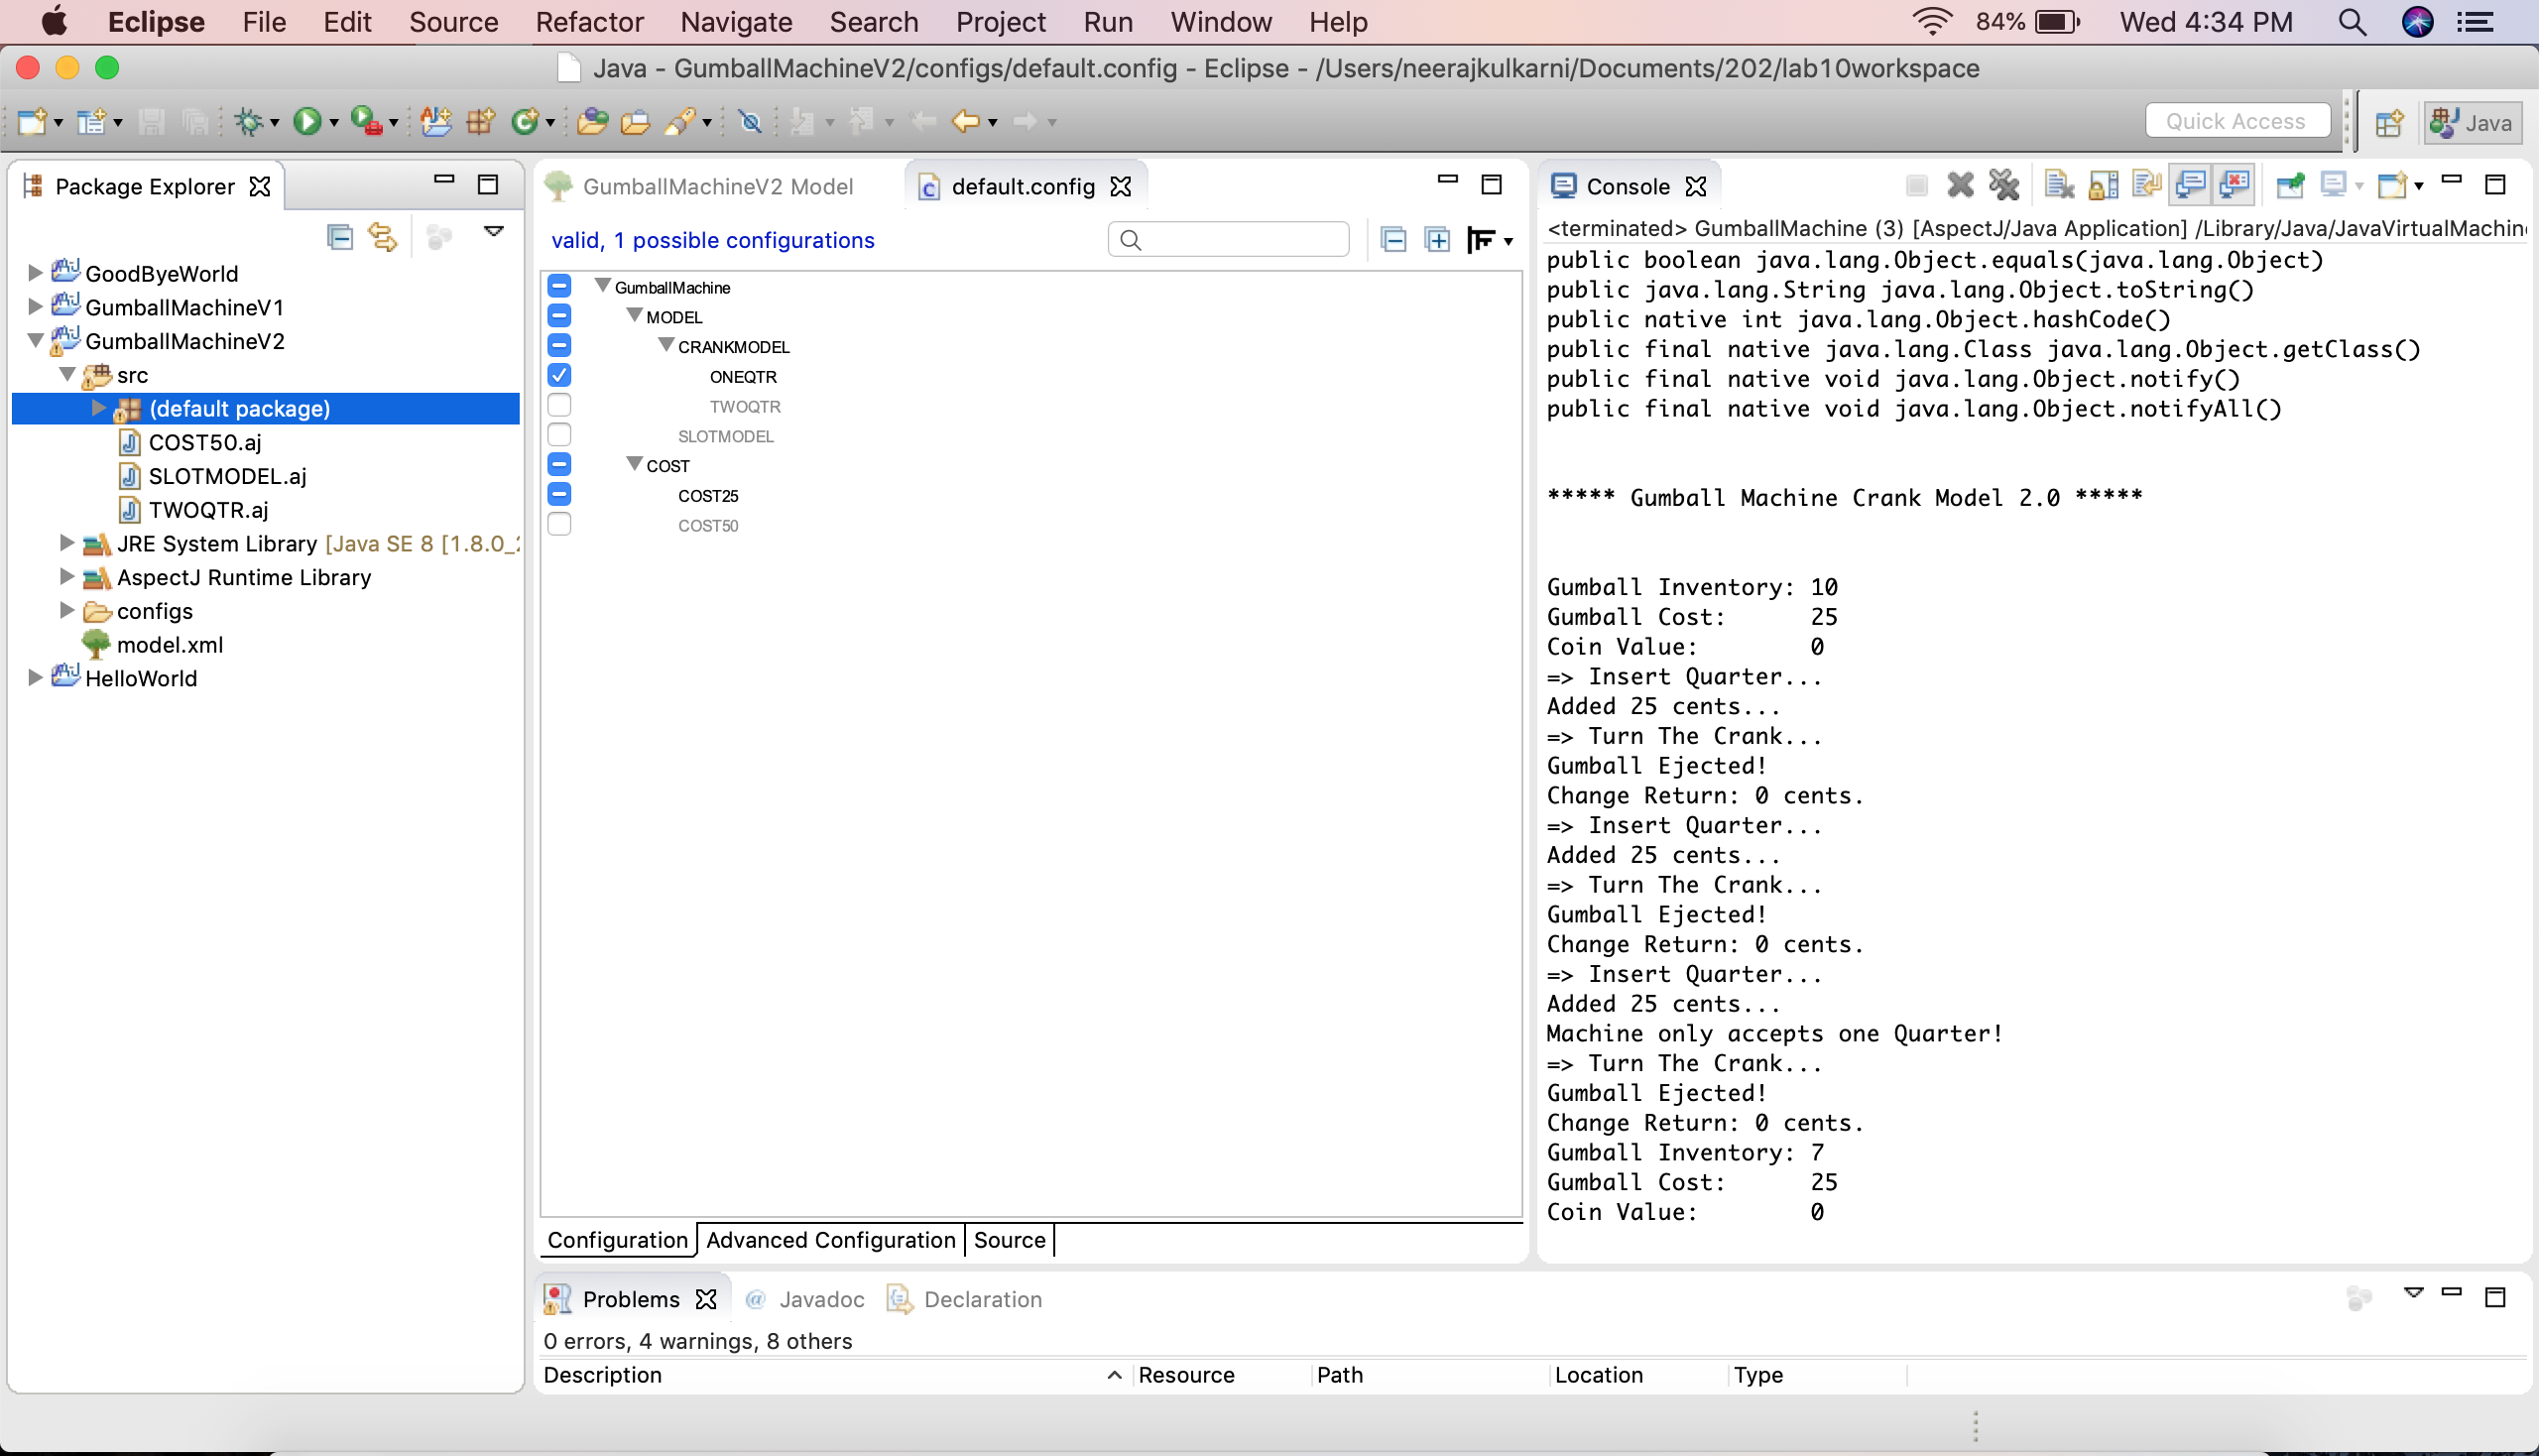 Eclipse File Edit Source Refactor Navigate Search Project Run Window Help 84% Wed 4:34 PM
Java - GumballMachineV2/configs/default.config - Eclipse - /Users/neerajkulkarni/Documents/202/lab10workspace
Quick Access
Java
Package Explorer
GoodByeWorld
GumballMachineV1
GumballMachineV2
src
(default package)
COST50.aj
SLOTMODEL.aj
TWOQTR.aj
JRE System Library [Java SE 8 [1.8.0_
AspectJ Runtime Library
configs
model.xml
HelloWorld
GumballMachineV2 Model
default.config
valid, 1 possible configurations
GumballMachine
MODEL
CRANKMODEL
ONEQTR
TWOQTR
SLOTMODEL
COST
COST25
COST50
Configuration Advanced Configuration Source
Console
<terminated> GumballMachine (3) [AspectJ/Java Application] /Library/Java/JavaVirtualMachin
public boolean java.lang.Object.equals(java.lang.Object)
public java.lang.String java.lang.Object.toString()
public native int java.lang.Object.hashCode()
public final native java.lang.Class java.lang.Object.getClass()
public final native void java.lang.Object.notify()
public final native void java.lang.Object.notifyAll()
***** Gumball Machine Crank Model 2.0 *****
Gumball Inventory: 10
Gumball Cost: 25
Coin Value: 0
=> Insert Quarter...
Added 25 cents...
=> Turn The Crank...
Gumball Ejected!
Change Return: 0 cents.
=> Insert Quarter...
Added 25 cents...
=> Turn The Crank...
Gumball Ejected!
Change Return: 0 cents.
=> Insert Quarter...
Added 25 cents...
Machine only accepts one Quarter!
=> Turn The Crank...
Gumball Ejected!
Change Return: 0 cents.
Gumball Inventory: 7
Gumball Cost: 25
Coin Value: 0
Problems Javadoc Declaration
0 errors, 4 warnings, 8 others
Description Resource Path Location Type